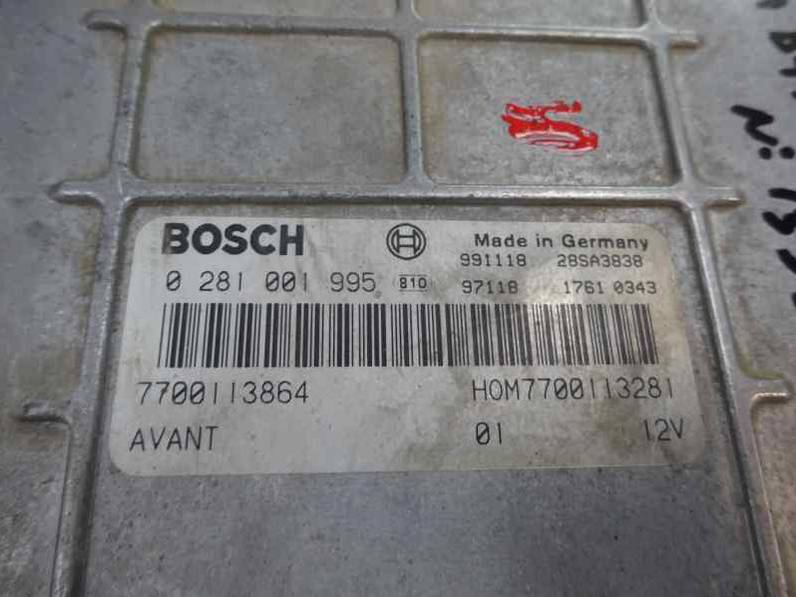 BOSCH Made in Germany
991118 28SA3838
0 281 001 995 810 97118 1761 0343
7700113864 HOM7700113281
AVANT 01 12V